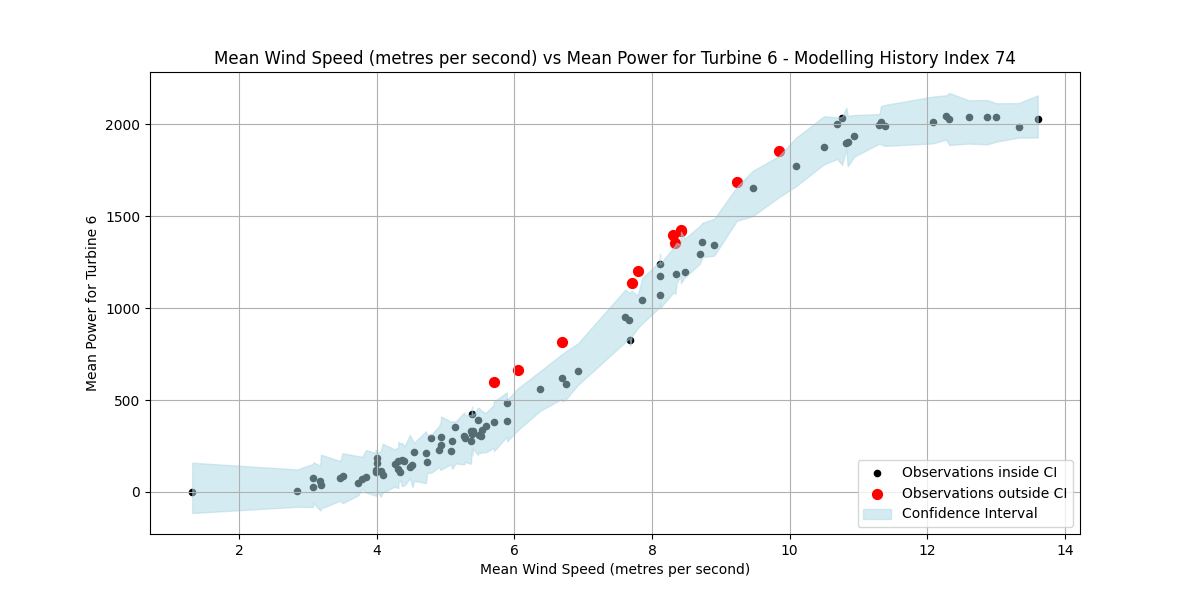 Mean Wind Speed (metres per second) vs Mean Power for Turbine 6 - Modelling History Index 74
Mean Power for Turbine 6
2000
1500
1000
500
0
2 4 6 8 10 12 14
Mean Wind Speed (metres per second)
Observations inside CI
Observations outside CI
Confidence Interval